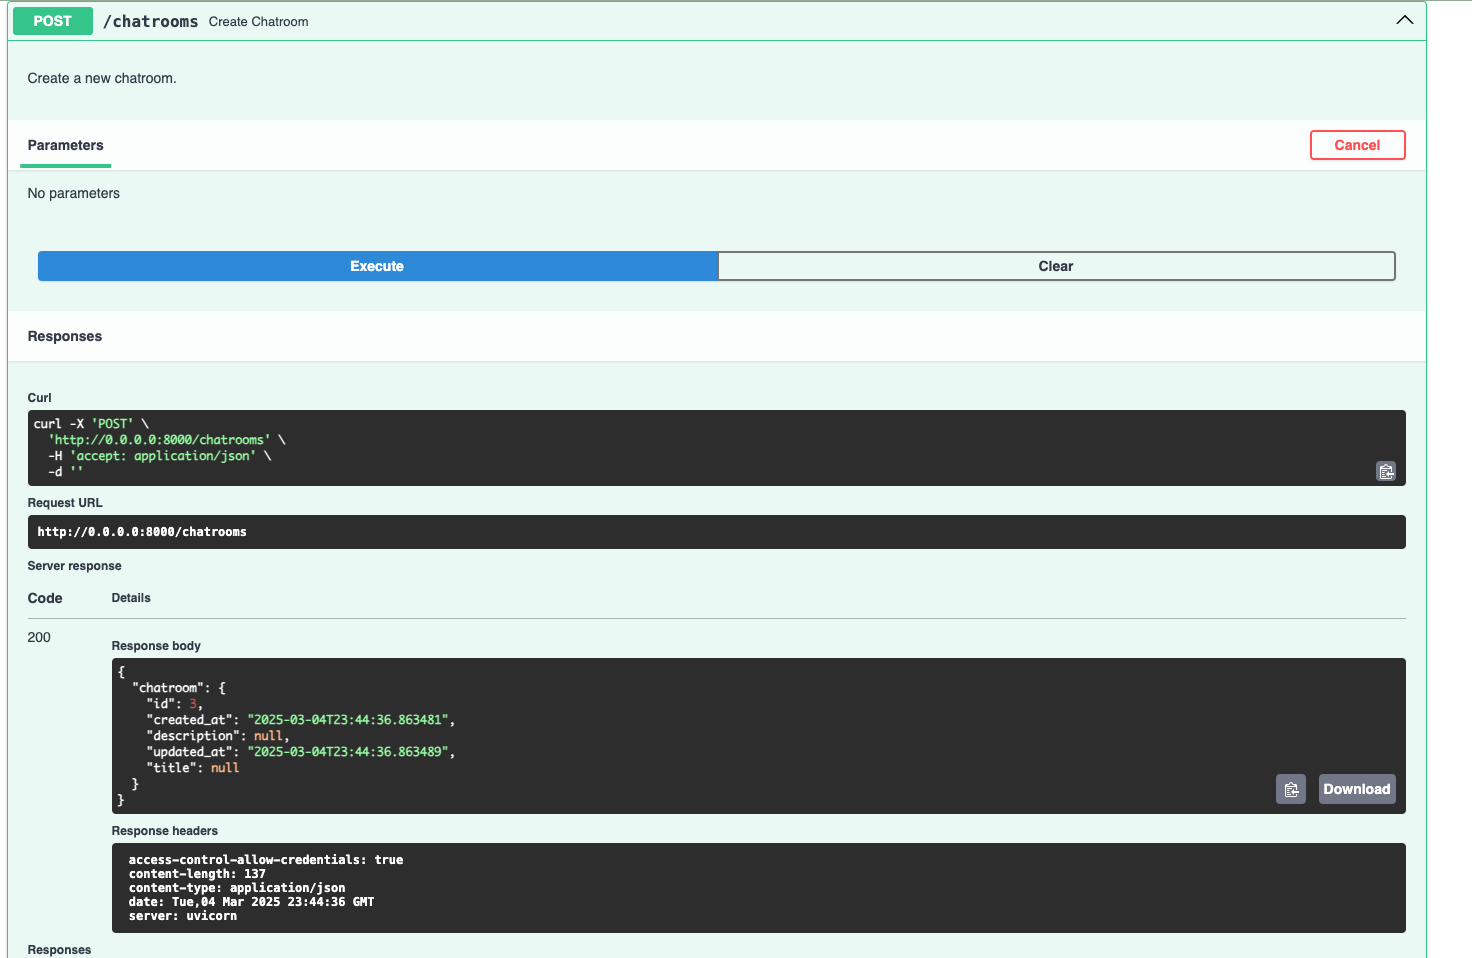 POST /chatrooms Create Chatroom
Create a new chatroom.
Parameters
Cancel
No parameters
Execute
Clear
Responses
Curl
curl -X 'POST' \
  'http://0.0.0.0:8000/chatrooms' \
  -H 'accept: application/json' \
  -d ''
Request URL
http://0.0.0.0:8000/chatrooms
Server response
Code Details
200
Response body
{
  "chatroom": {
    "id": 3,
    "created_at": "2025-03-04T23:44:36.863481",
    "description": null,
    "updated_at": "2025-03-04T23:44:36.863489",
    "title": null
  }
}
Download
Response headers
access-control-allow-credentials: true
content-length: 137
content-type: application/json
date: Tue,04 Mar 2025 23:44:36 GMT
server: uvicorn
Responses